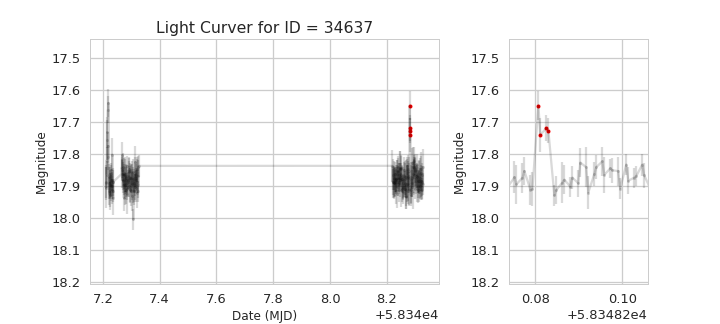 Light Curver for ID = 34637
Magnitude
17.5
17.6
17.7
17.8
17.9
18.0
18.1
18.2
7.2 7.4 7.6 7.8 8.0 8.2
Date (MJD)
+5.834e4
Magnitude
17.5
17.6
17.7
17.8
17.9
18.0
18.1
18.2
0.08 0.10
+5.83482e4